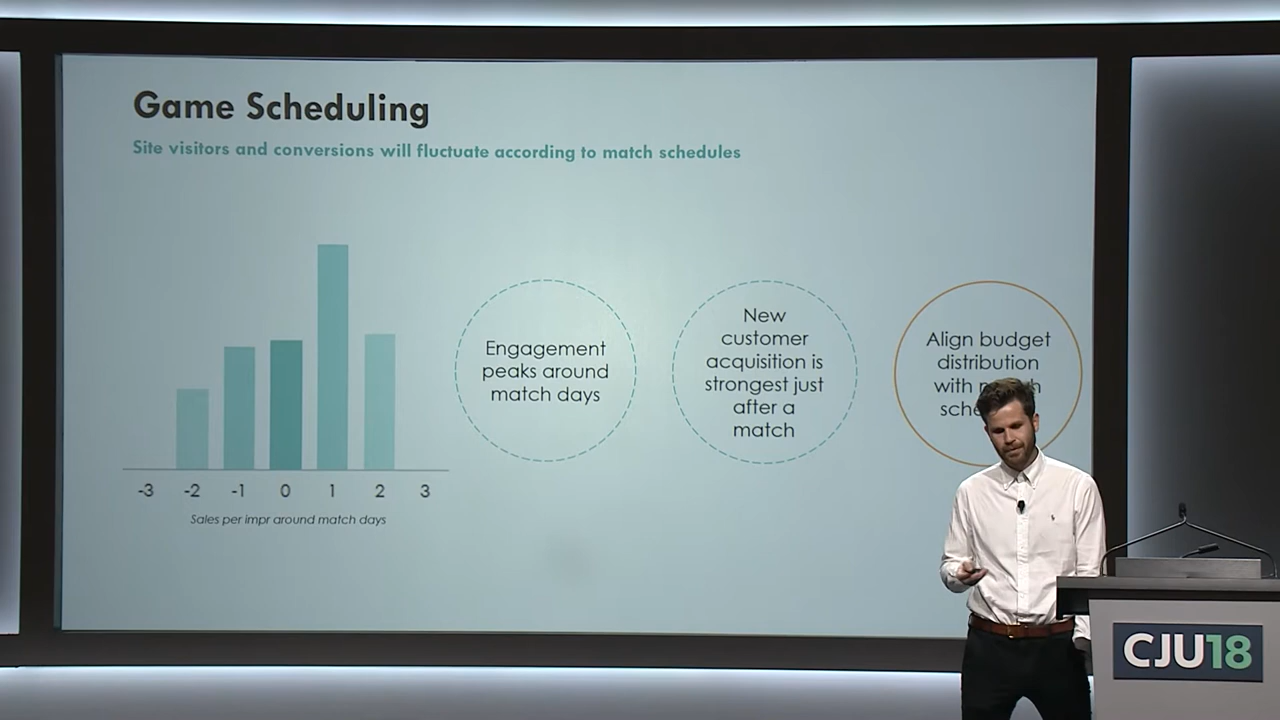 Game Scheduling
Site visitors and conversions will fluctuate according to match schedules
-3 -2 -1 0 1 2 3
Sales per impr around match days
Engagement
peaks around
match days
New
customer
acquisition is
strongest just
after a
match
Align budget
distribution
with
CJU18